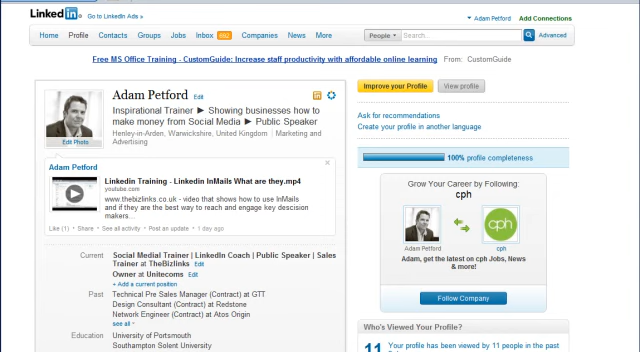 Linked in® Go to LinkedIn Ads »
Adam Petford Add Connections
Home Profile Contacts Groups Jobs Inbox 692 Companies News More
People Search... Advanced
Free MS Office Training - CustomGuide: Increase staff productivity with affordable online learning From: CustomGuide
Adam Petford Edit
Inspirational Trainer ► Showing businesses how to
make money from Social Media ► Public Speaker
Henley-in-Arden, Warwickshire, United Kingdom | Marketing and
Advertising
Edit Photo
Adam Petford
Linkedin Training - Linkedin InMails What are they.mp4
youtube.com
www.thebizlinks.co.uk - video that shows how to use InMails
and if they are the best way to reach and engage key descision
makers...
Like (1) • Share • See all activity • Post an update • 1 day ago
Current Social Medial Trainer | LinkedIn Coach | Public Speaker | Sales
Trainer at TheBizlinks Edit
Owner at Unitecoms Edit
+ Add a current position
Past Technical Pre Sales Manager (Contract) at GTT
Design Consultant (Contract) at Redstone
Network Engineer (Contract) at Atos Origin
see all
Education University of Portsmouth
Southampton Solent University
Improve your Profile View profile
Ask for recommendations
Create your profile in another language
100% profile completeness
Grow Your Career by Following:
cph
cph
Adam Petford cph
Adam, get the latest on cph Jobs, News
& more!
Follow Company
Who's Viewed Your Profile?
11 Your profile has been viewed by 11 people in the past